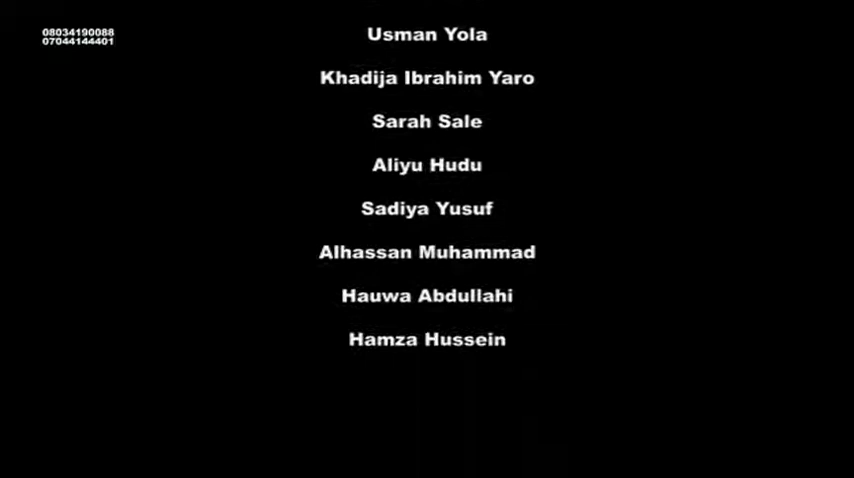 08034190088
07044144401
Usman Yola
Khadija Ibrahim Yaro
Sarah Sale
Aliyu Hudu
Sadiya Yusuf
Alhassan Muhammad
Hauwa Abdullahi
Hamza Hussein